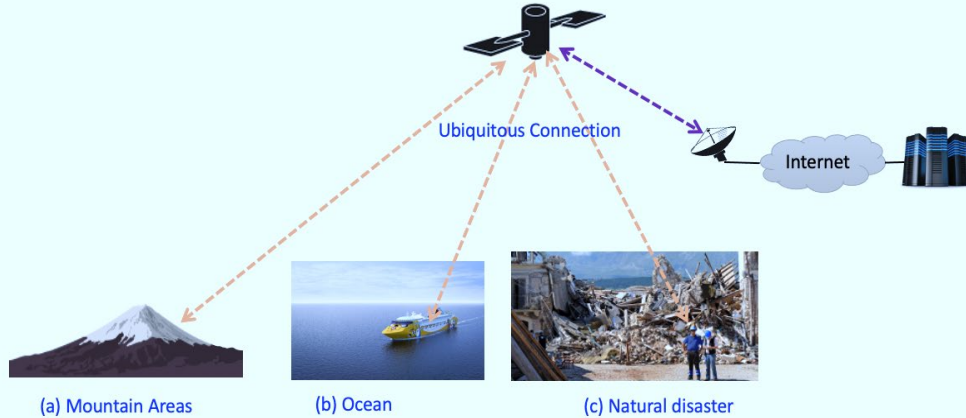 Ubiquitous Connection
Internet
(a) Mountain Areas
(b) Ocean
(c) Natural disaster